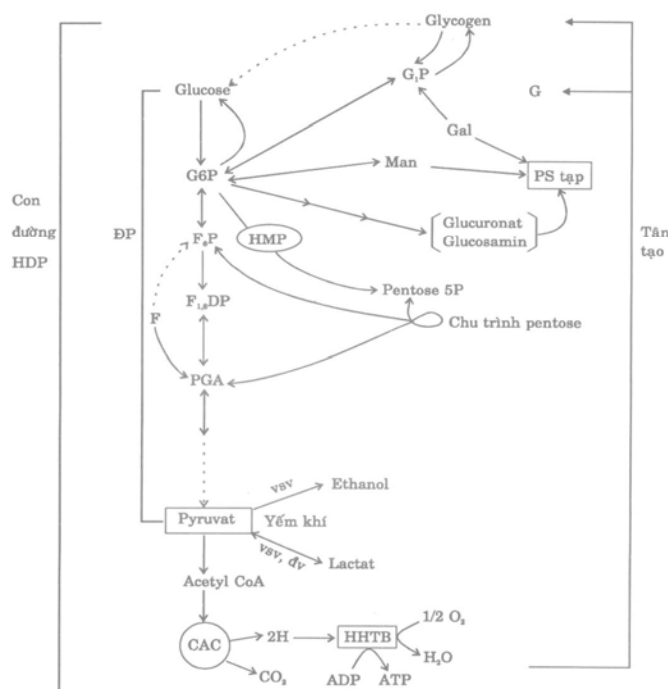 Glycogen
G₁P
Glucose
G
Gal
Man
G6P
PS tạp
Con
đường
HDP
ĐP
Glucuronat
Glucosamin
Tân
tạo
HMP
F₆P
Pentose 5P
F₁,₆DP
F
Chu trình pentose
PGA
vsv
Ethanol
Pyruvat
Yếm khí
vsv, đv
Lactat
Acetyl CoA
1/2 O₂
CAC
2H
HHTB
H₂O
CO₂
ADP
ATP